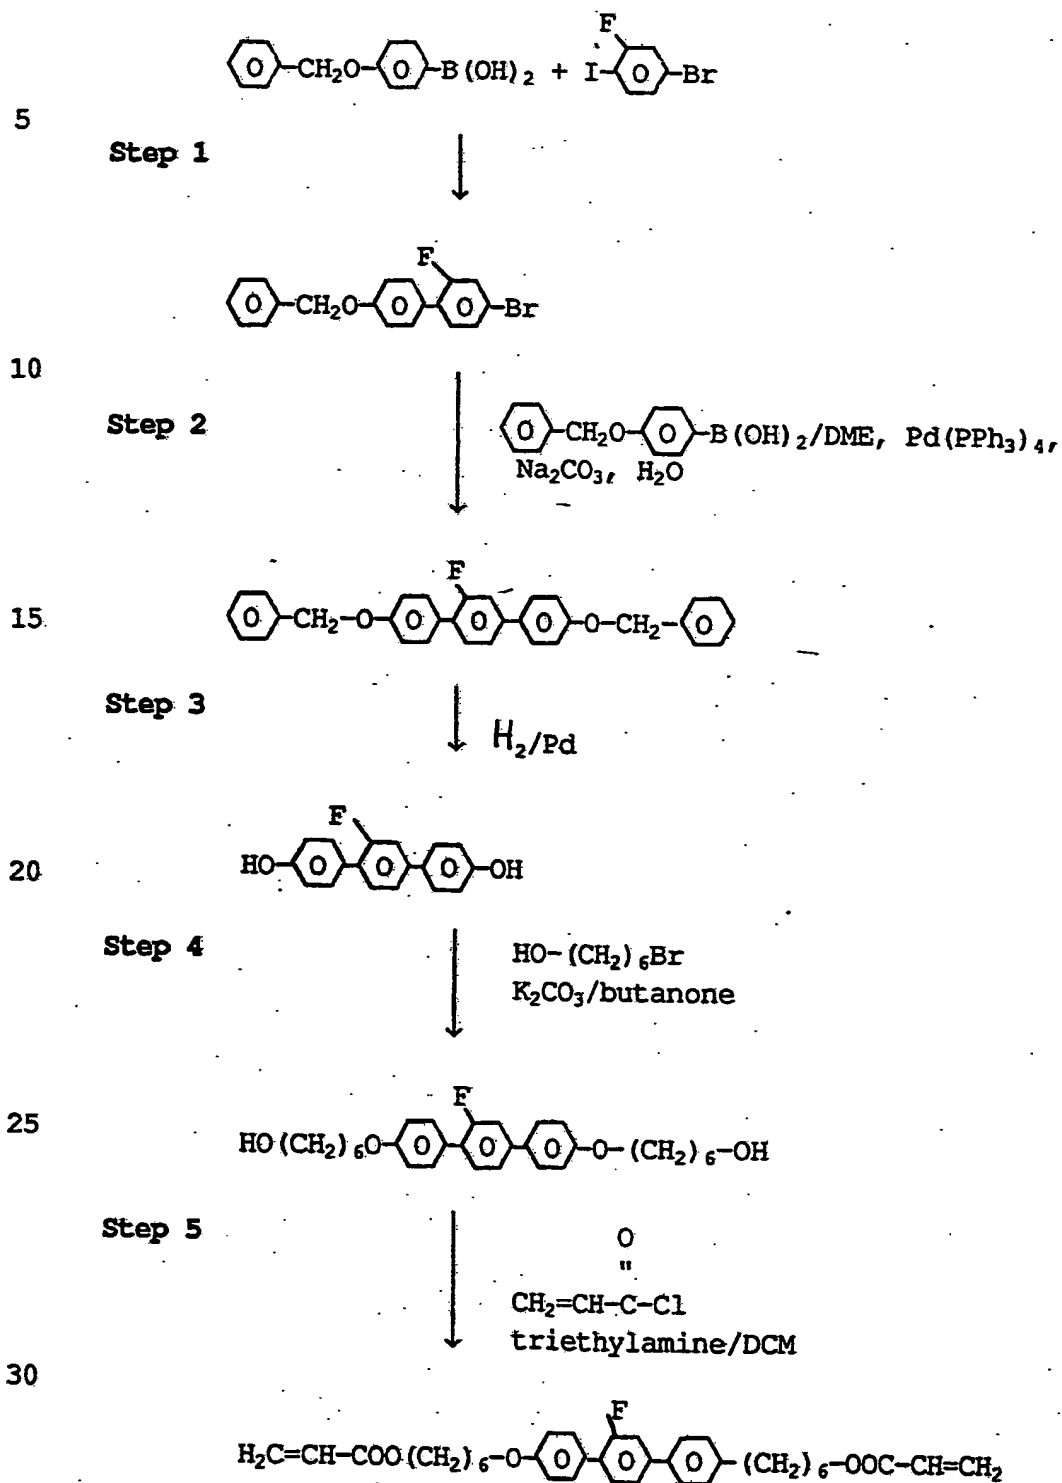 F
CH₂O B(OH)₂ + I Br
5
Step 1
F
CH₂O Br
10
Step 2
CH₂O B(OH)₂/DME, Pd(PPh₃)₄,
Na₂CO₃, H₂O
F
15 CH₂-O O-CH₂
Step 3
H₂/Pd
F
20 HO OH
Step 4
HO-(CH₂)₆Br
K₂CO₃/butanone
F
25 HO(CH₂)₆O O-(CH₂)₆-OH
Step 5
O
"
CH₂=CH-C-Cl
triethylamine/DCM
30
F
H₂C=CH-COO(CH₂)₆-O (CH₂)₆-OOC-CH=CH₂